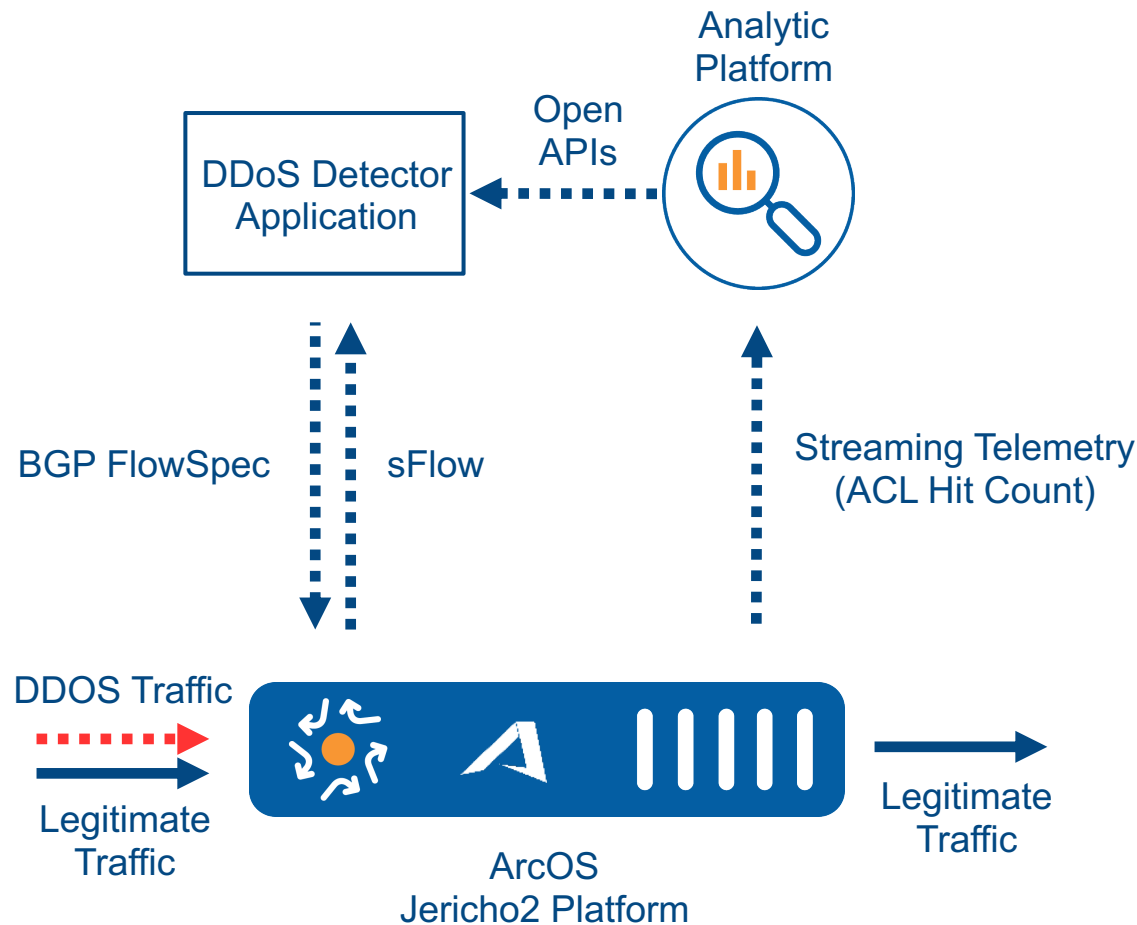 Analytic
Platform
Open
APIs
DDoS Detector
Application
BGP FlowSpec
sFlow
Streaming Telemetry
(ACL Hit Count)
DDOS Traffic
Legitimate
Traffic
Legitimate
Traffic
ArcOS
Jericho2 Platform